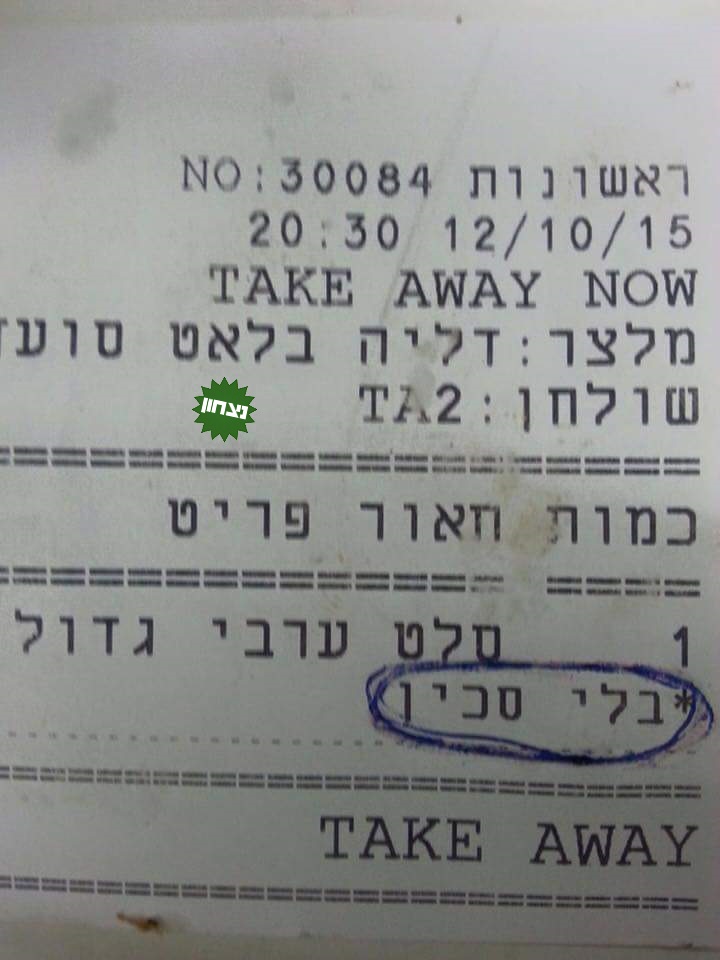 ראשונות NO:30084
20:30 12/10/15
TAKE AWAY NOW
מלצר:דליה בלאט
שולחן:TA2
ניצחון
כמות תאור פריט
1 סלט ערבי גדול
*בלי סכין
TAKE AWAY